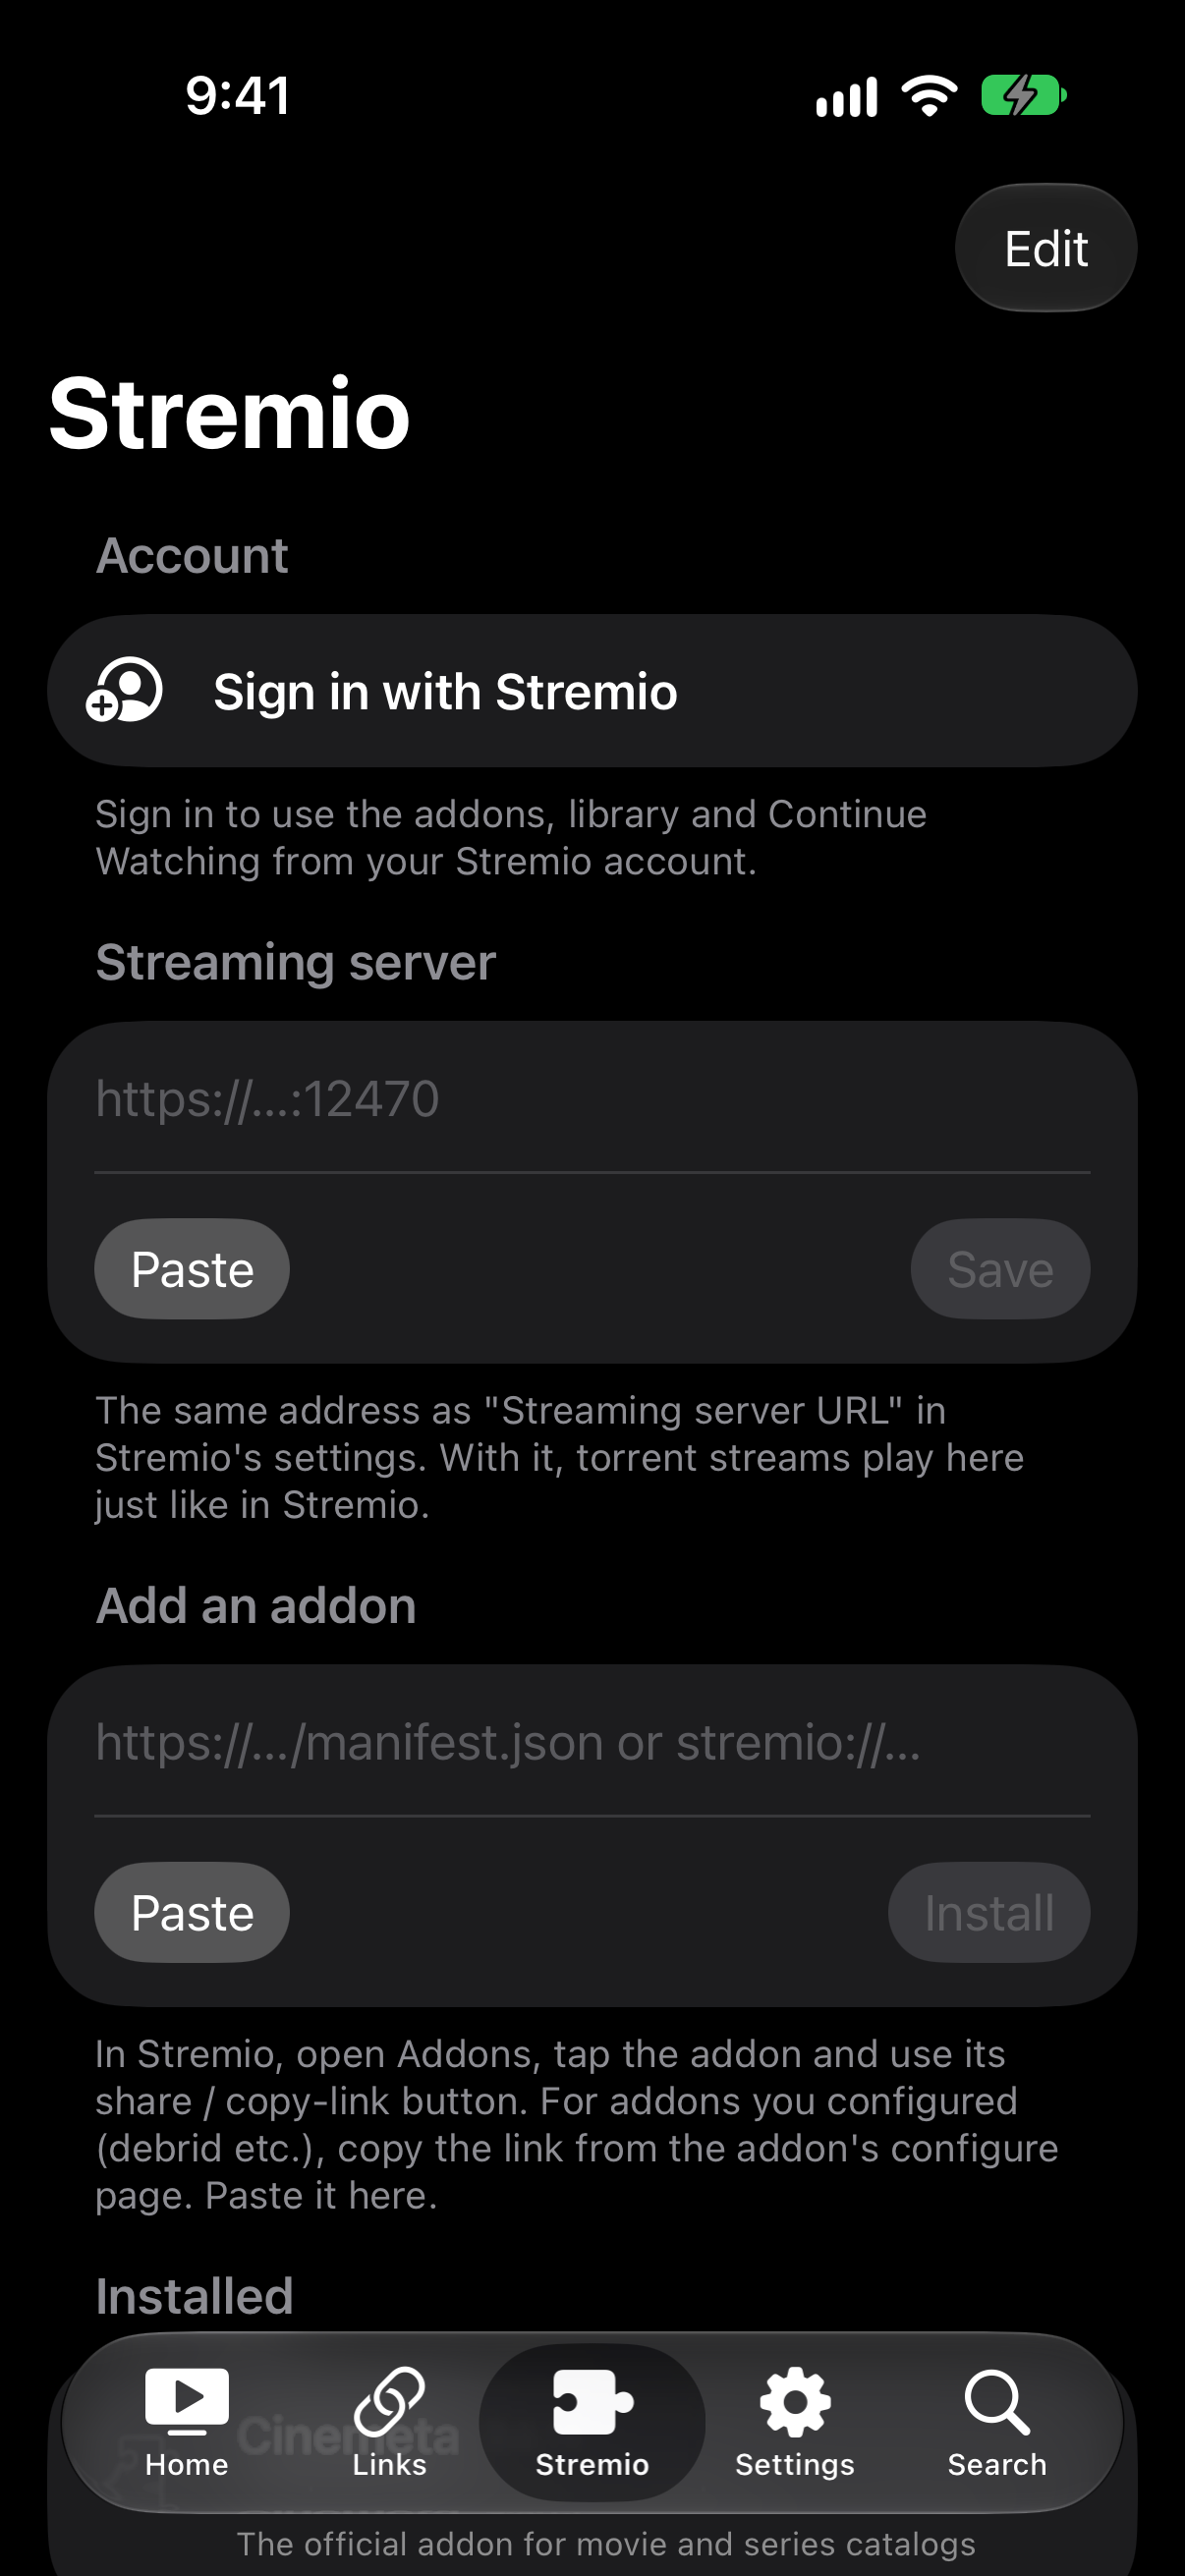 9:41
Edit
Stremio
Account
Sign in with Stremio
Sign in to use the addons, library and Continue
Watching from your Stremio account.
Streaming server
https://...:12470
Paste
Save
The same address as "Streaming server URL" in
Stremio's settings. With it, torrent streams play here
just like in Stremio.
Add an addon
https://.../manifest.json or stremio://...
Paste
Install
In Stremio, open Addons, tap the addon and use its
share / copy-link button. For addons you configured
(debrid etc.), copy the link from the addon's configure
page. Paste it here.
Installed
Cinemeta
Home
Links
Stremio
Settings
Search
The official addon for movie and series catalogs